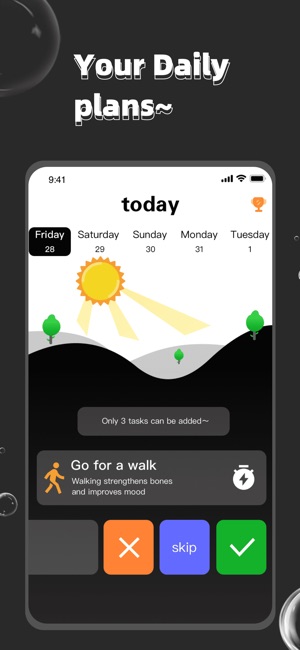 Your Daily
plans~
9:41
today
Friday Saturday Sunday Monday Tuesday
28 29 30 31 1
Only 3 tasks can be added～
Go for a walk
Walking strengthens bones
and improves mood
skip